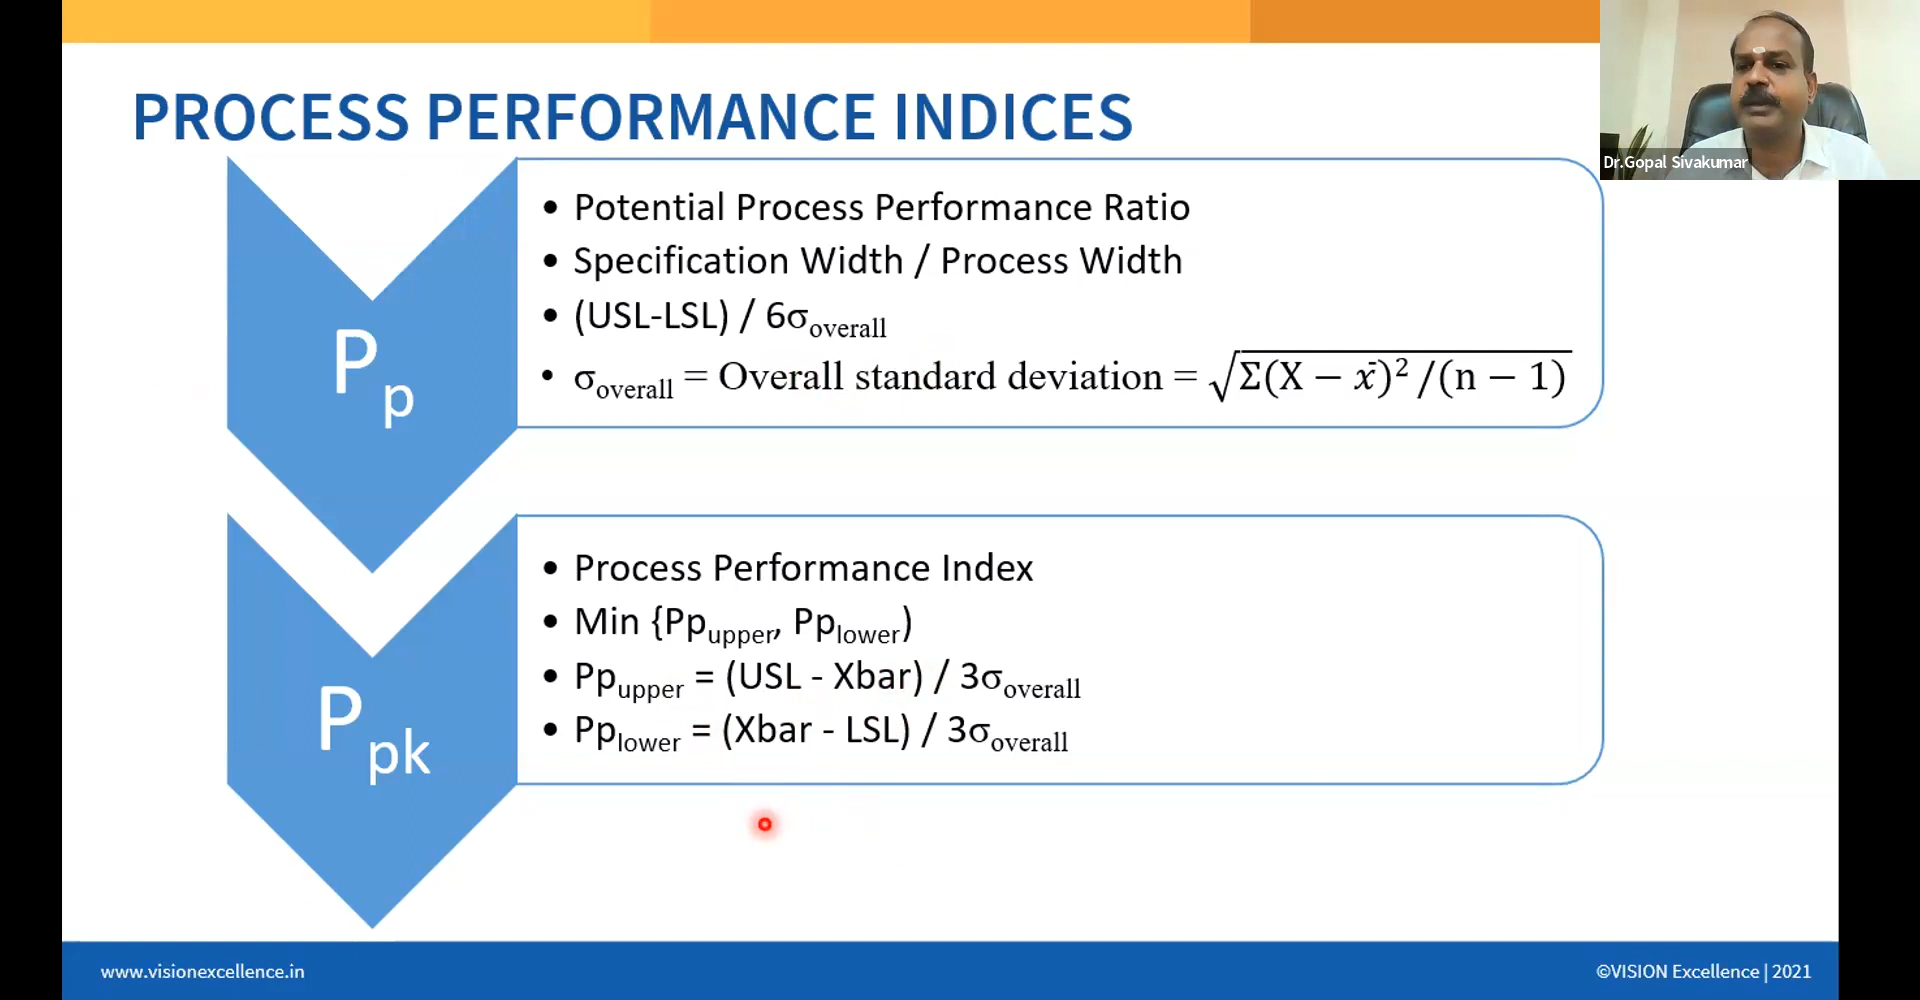 PROCESS PERFORMANCE INDICES
Dr.Gopal Sivakumar
Pp
• Potential Process Performance Ratio
• Specification Width / Process Width
• (USL-LSL) / 6σoverall
• σoverall = Overall standard deviation = √Σ(X − x̄)²/(n − 1)
Ppk
• Process Performance Index
• Min {Ppupper, Pplower)
• Ppupper = (USL - Xbar) / 3σoverall
• Pplower = (Xbar - LSL) / 3σoverall
www.visionexcellence.in
©VISION Excellence | 2021